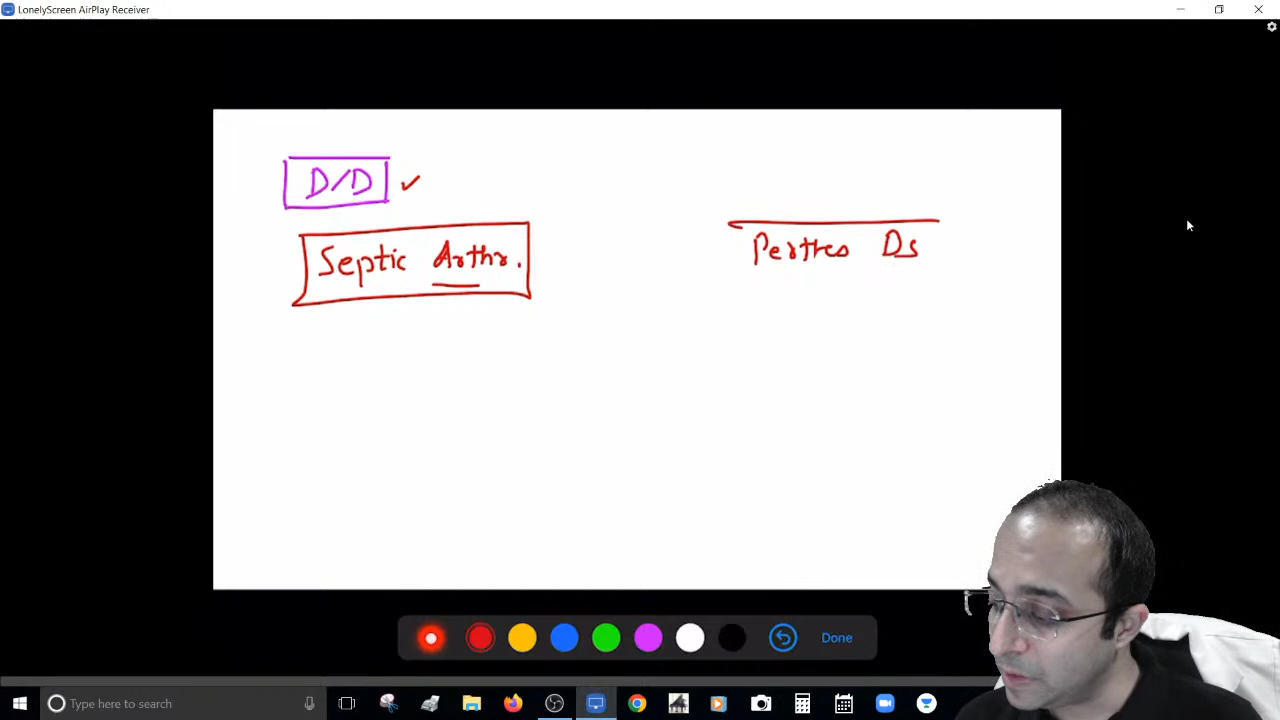 LonelyScreen AirPlay Receiver
D/D
Septic Arthr.
Perthes Ds
Done
Type here to search